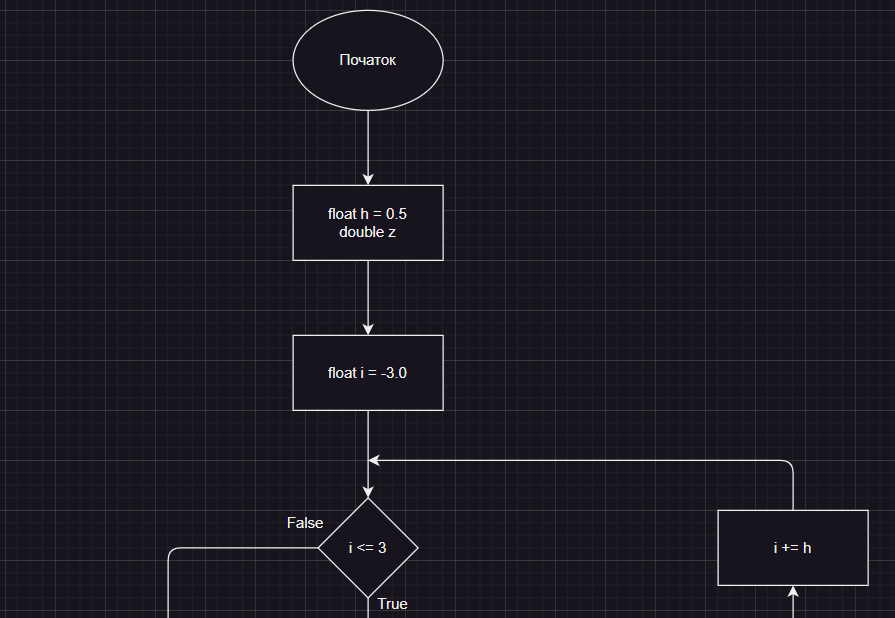 Початок
float h = 0.5
double z
float i = -3.0
False
i <= 3
i += h
True